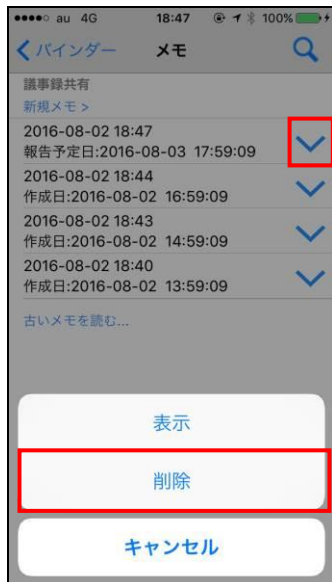 au 4G 18:47 100%
バインダー メモ
議事録共有
新規メモ >
2016-08-02 18:47
報告予定日:2016-08-03 17:59:09
2016-08-02 18:44
作成日:2016-08-02 16:59:09
2016-08-02 18:43
作成日:2016-08-02 14:59:09
2016-08-02 18:40
作成日:2016-08-02 13:59:09
古いメモを読む...
表示
削除
キャンセル